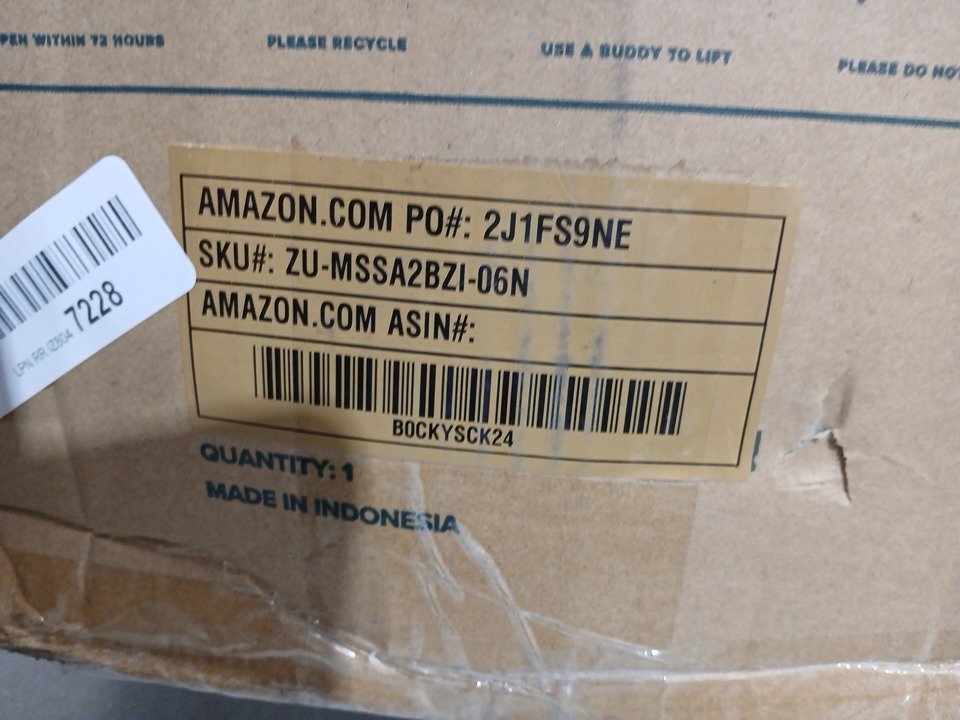 PEN WITHIN 72 HOURS
PLEASE RECYCLE
USE A BUDDY TO LIFT
PLEASE DO NO
AMAZON.COM PO#: 2J1FS9NE
SKU#: ZU-MSSA2BZI-06N
AMAZON.COM ASIN#:
B0CKYSCK24
7228
QUANTITY: 1
MADE IN INDONESIA